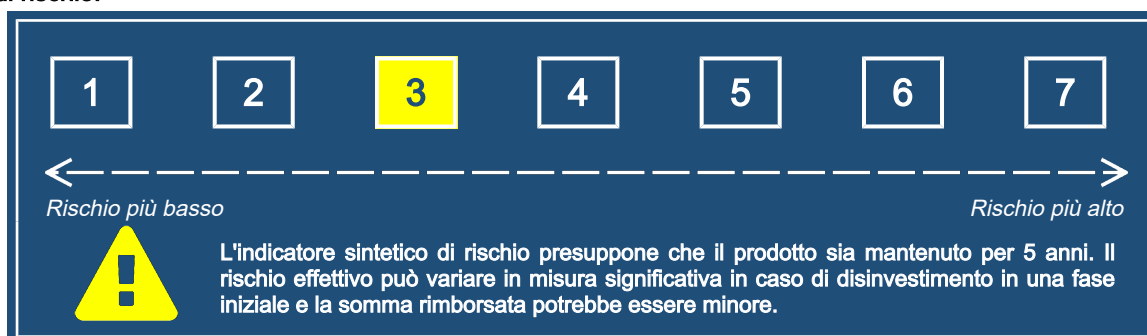 1 2 3 4 5 6 7
Rischio più basso Rischio più alto
L'indicatore sintetico di rischio presuppone che il prodotto sia mantenuto per 5 anni. Il
rischio effettivo può variare in misura significativa in caso di disinvestimento in una fase
iniziale e la somma rimborsata potrebbe essere minore.